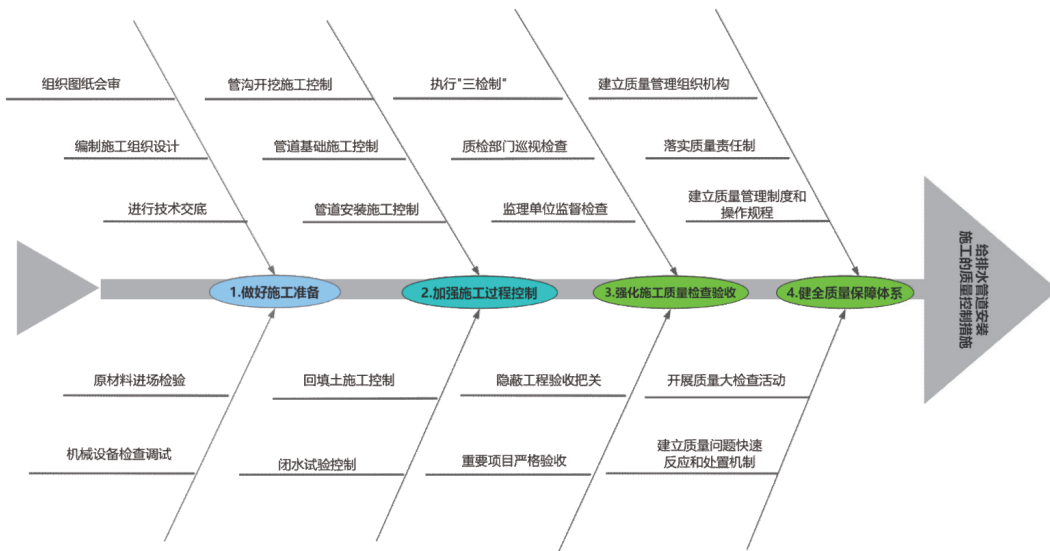 组织图纸会审
编制施工组织设计
进行技术交底
管沟开挖施工控制
管道基础施工控制
管道安装施工控制
执行"三检制"
质检部门巡视检查
监理单位监督检查
建立质量管理组织机构
落实质量责任制
建立质量管理制度和
操作规程
1.做好施工准备
2.加强施工过程控制
3.强化施工质量检查验收
4.健全质量保障体系
给排水管道安装
施工的质量控制措施
原材料进场检验
机械设备检查调试
回填土施工控制
闭水试验控制
隐蔽工程验收把关
重要项目严格验收
开展质量大检查活动
建立质量问题快速
反应和处置机制